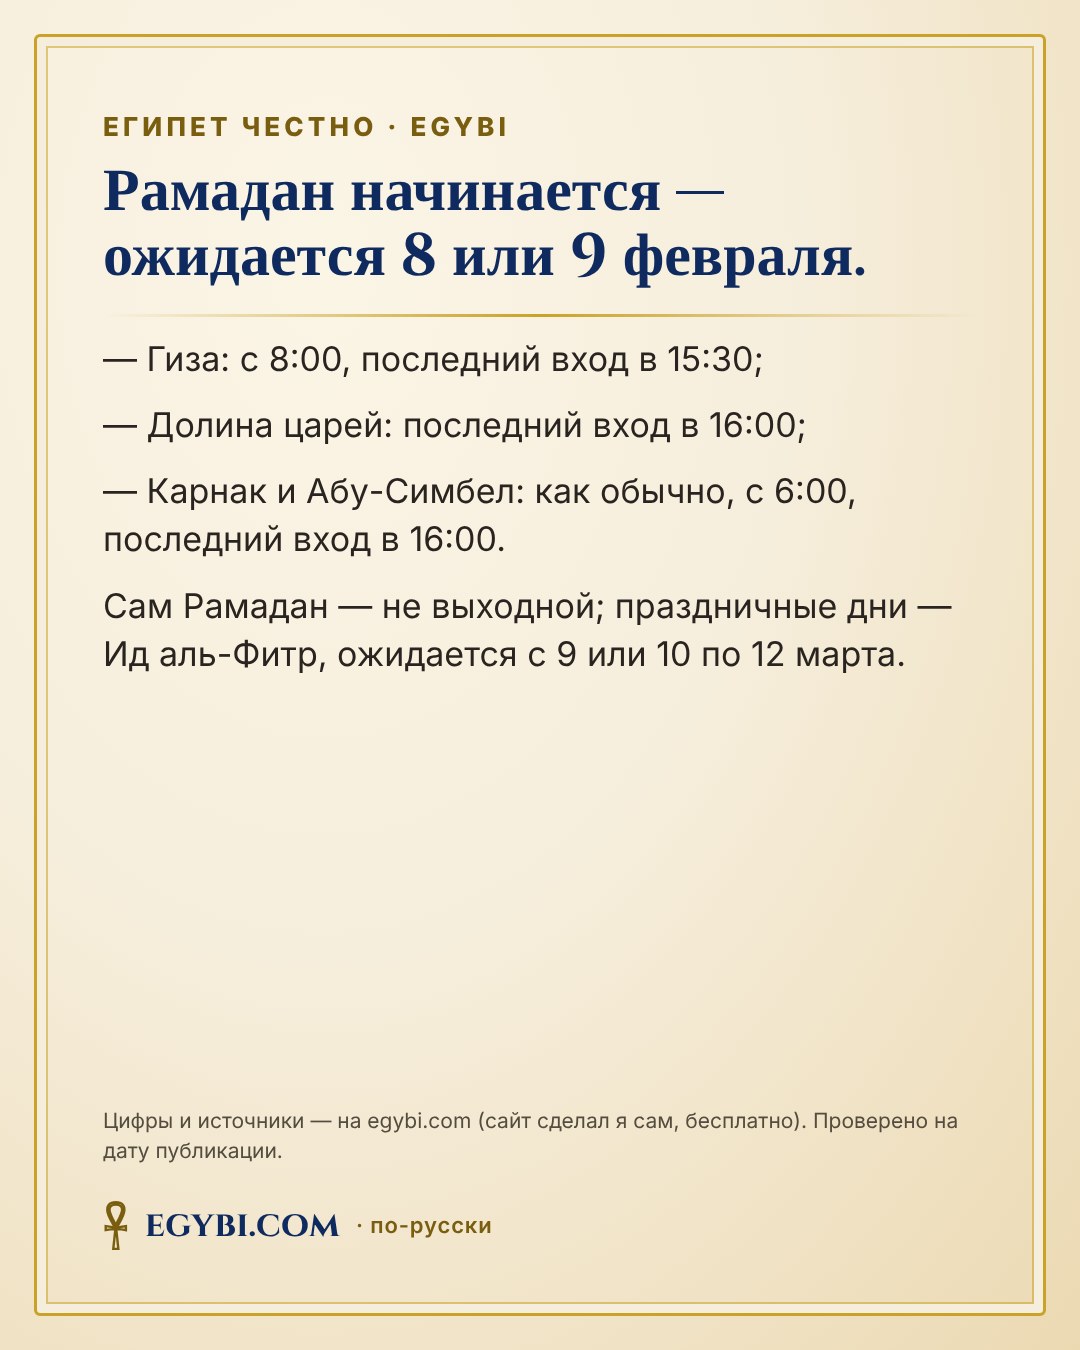 ЕГИПЕТ ЧЕСТНО · EGYBI
Рамадан начинается —
ожидается 8 или 9 февраля.
— Гиза: с 8:00, последний вход в 15:30;
— Долина царей: последний вход в 16:00;
— Карнак и Абу-Симбел: как обычно, с 6:00,
последний вход в 16:00.
Сам Рамадан — не выходной; праздничные дни —
Ид аль-Фитр, ожидается с 9 или 10 по 12 марта.
Цифры и источники — на egybi.com (сайт сделал я сам, бесплатно). Проверено на
дату публикации.
EGYBI.COM · по-русски